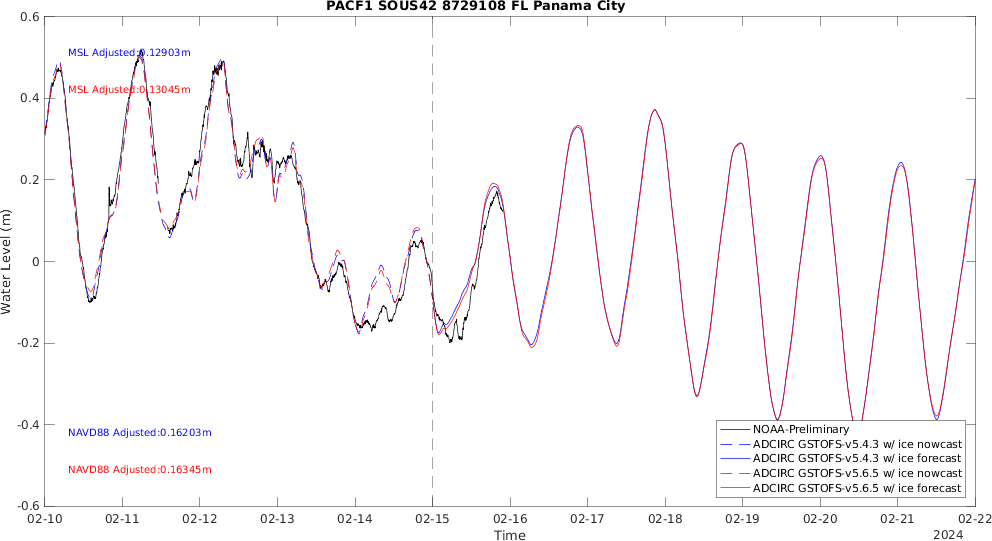 PACF1 SOUS42 8729108 FL Panama City
0.6
0.4
0.2
0
-0.2
-0.4
-0.6
Water Level (m)
MSL Adjusted:0.12903m
MSL Adjusted:0.13045m
NAVD88 Adjusted:0.16203m
NAVD88 Adjusted:0.16345m
NOAA-Preliminary
ADCIRC GSTOFS-v5.4.3 w/ ice nowcast
ADCIRC GSTOFS-v5.4.3 w/ ice forecast
ADCIRC GSTOFS-v5.6.5 w/ ice nowcast
ADCIRC GSTOFS-v5.6.5 w/ ice forecast
02-10 02-11 02-12 02-13 02-14 02-15 02-16 02-17 02-18 02-19 02-20 02-21 02-22
Time
2024